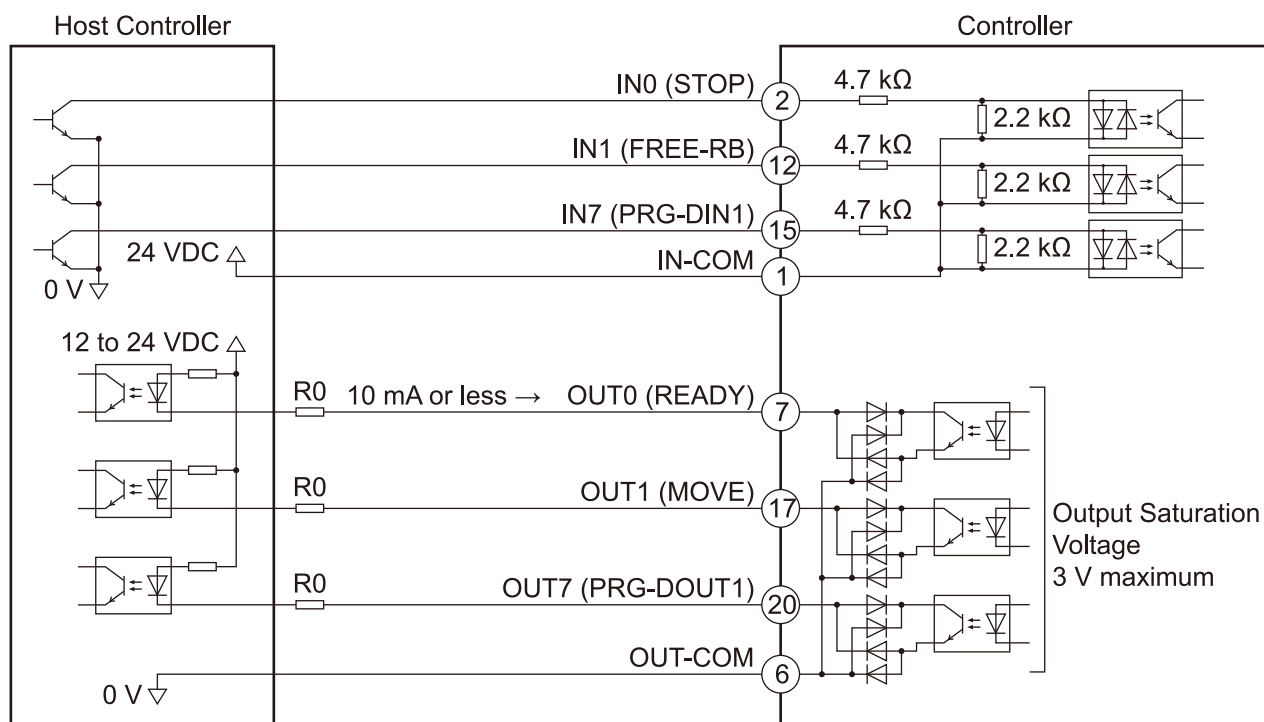 Host Controller
Controller
IN0 (STOP)
2
4.7 kΩ
2.2 kΩ
IN1 (FREE-RB)
12
4.7 kΩ
2.2 kΩ
IN7 (PRG-DIN1)
15
4.7 kΩ
2.2 kΩ
24 VDC
IN-COM
1
0 V
12 to 24 VDC
R0
10 mA or less →
OUT0 (READY)
7
R0
OUT1 (MOVE)
17
Output Saturation
Voltage
3 V maximum
R0
OUT7 (PRG-DOUT1)
20
OUT-COM
6
0 V